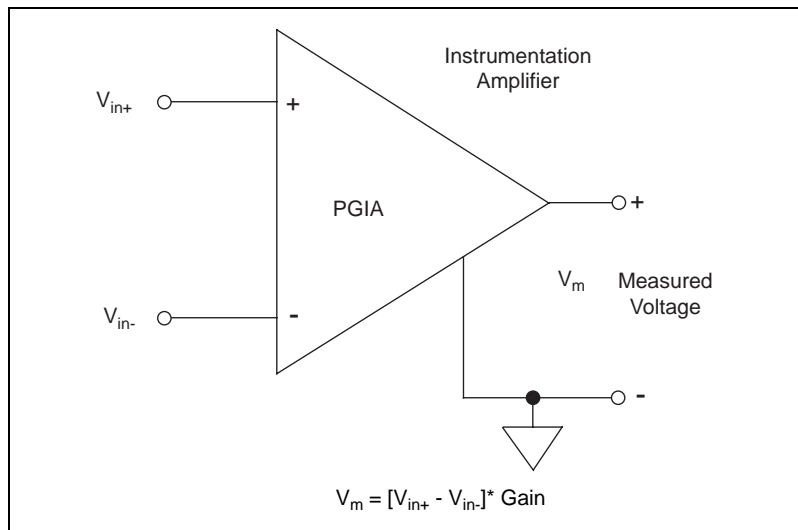 Instrumentation
Amplifier
Vin+
+
PGIA
+
Vm
Measured
Voltage
Vin-
-
-
Vm = [Vin+ - Vin-]* Gain